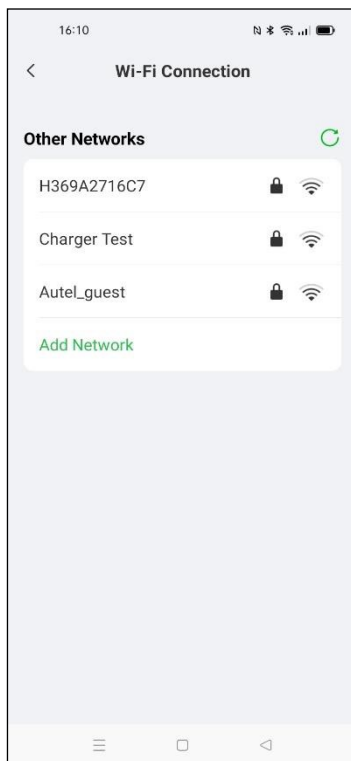 16:10
Wi-Fi Connection
Other Networks
H369A2716C7
Charger Test
Autel_guest
Add Network